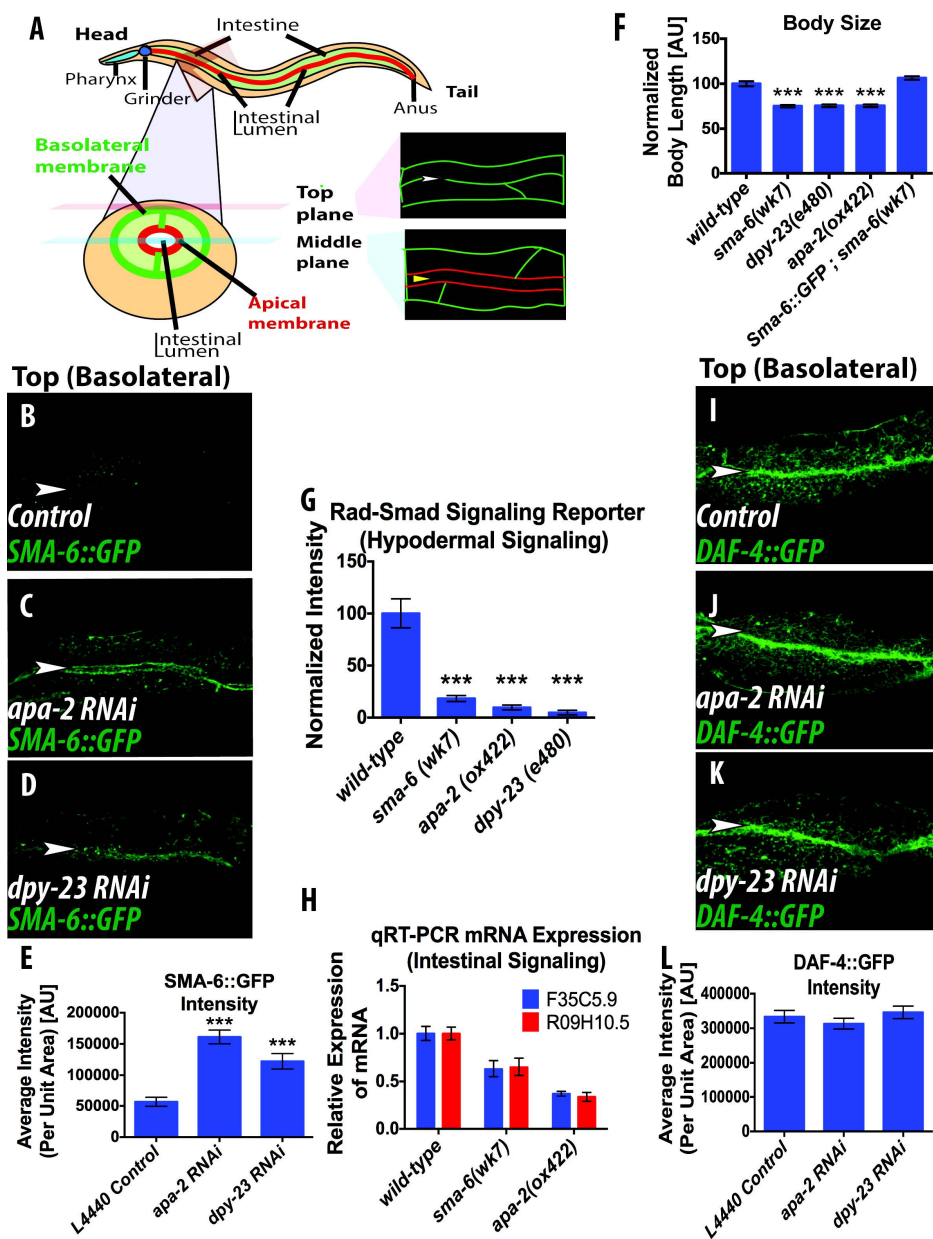 A
Head
Intestine
Pharynx
Grinder
Intestinal
Lumen
Anus
Tail
Basolateral
membrane
Top
plane
Middle
plane
Apical
membrane
Intestinal
Lumen
F
Body Size
Normalized
Body Length [AU]
150
100
50
0
***
***
***
wild-type
sma-6(wk7)
dpy-23(e480)
apa-2(ox422)
Sma-6::GFP ; sma-6(wk7)
Top (Basolateral)
B
Control
SMA-6::GFP
C
apa-2 RNAi
SMA-6::GFP
D
dpy-23 RNAi
SMA-6::GFP
E
SMA-6::GFP
Intensity
Average Intensity
(Per Unit Area) [AU]
200000
150000
100000
50000
0
***
***
L4440 Control
apa-2 RNAi
dpy-23 RNAi
G
Rad-Smad Signaling Reporter
(Hypodermal Signaling)
Normalized Intensity
150
100
50
0
***
***
***
wild-type
sma-6 (wk7)
apa-2 (ox422)
dpy-23 (e480)
H
qRT-PCR mRNA Expression
(Intestinal Signaling)
Relative Expression
of mRNA
1.5
1.0
0.5
0.0
F35C5.9
R09H10.5
wild-type
sma-6(wk7)
apa-2(ox422)
Top (Basolateral)
I
Control
DAF-4::GFP
J
apa-2 RNAi
DAF-4::GFP
K
dpy-23 RNAi
DAF-4::GFP
L
DAF-4::GFP
Intensity
Average Intensity
(Per Unit Area) [AU]
400000
300000
200000
100000
0
L4440 Control
apa-2 RNAi
dpy-23 RNAi